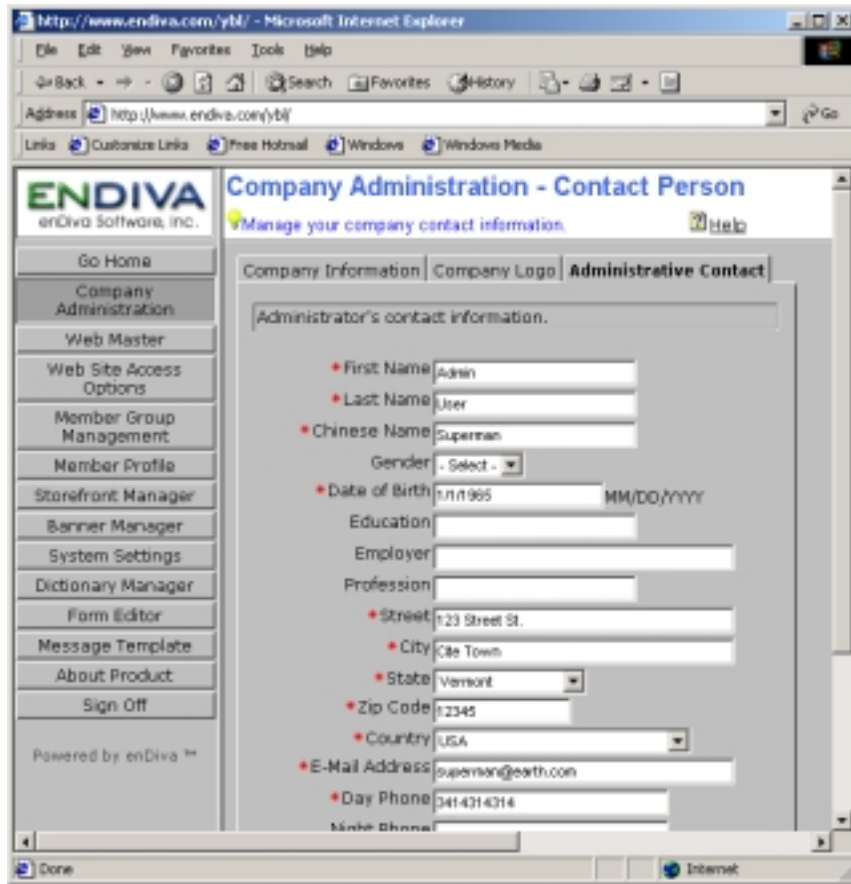 http://www.endiva.com/ybl/ - Microsoft Internet Explorer
File Edit View Favorites Tools Help
Back Search Favorites History
Address http://www.endiva.com/ybl/ Go
Links Customize Links Free Hotmail Windows Windows Media
ENDIVA
enDiva Software, Inc.
Company Administration - Contact Person
Manage your company contact information.
Help
Go Home
Company Administration
Web Master
Web Site Access Options
Member Group Management
Member Profile
Storefront Manager
Banner Manager
System Settings
Dictionary Manager
Form Editor
Message Template
About Product
Sign Off
Powered by enDiva ™
Company Information Company Logo Administrative Contact
Administrator's contact information.
*First Name Admin
*Last Name User
*Chinese Name Superman
Gender - Select -
*Date of Birth 1/1/1965 MM/DD/YYYY
Education
Employer
Profession
*Street 123 Street St.
*City Citie Town
*State Vermont
*Zip Code 12345
*Country USA
*E-Mail Address superman@earth.com
*Day Phone 3414314314
Night Phone
Done Internet